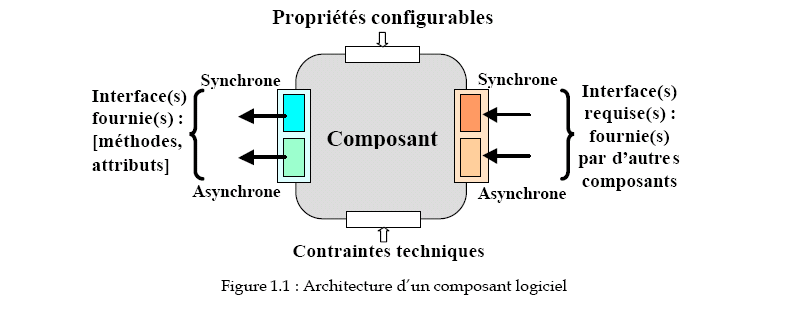 Propriétés configurables
Synchrone
Interface(s)
fournie(s) :
[méthodes,
attributs]
Asynchrone
Composant
Synchrone
Interface(s)
requise(s) :
fournie(s)
par d'autres
composants
Asynchrone
Contraintes techniques
Figure 1.1 : Architecture d´un composant logiciel